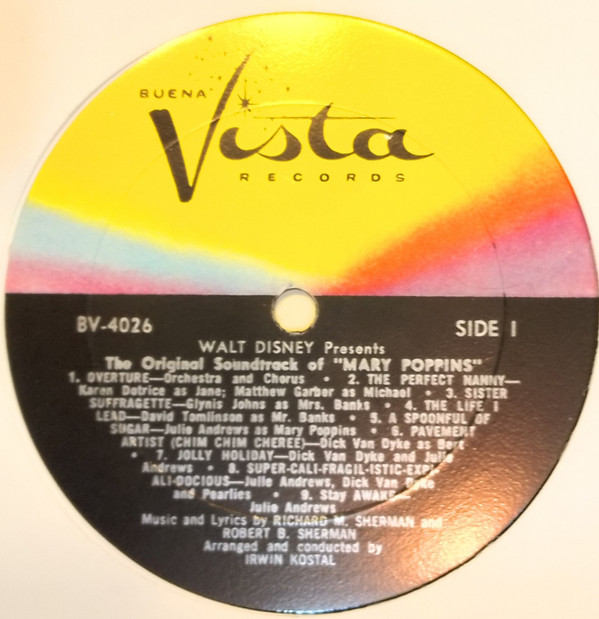 BUENA
Vista
RECORDS
BV-4026
SIDE 1
WALT DISNEY Presents
The Original Soundtrack of "MARY POPPINS"
1. OVERTURE—Orchestra and Chorus • 2. THE PERFECT NANNY—
Karen Dotrice as Jane; Matthew Garber as Michael • 3. SISTER
SUFFRAGETTE—Glynis Johns as Mrs. Banks • 4. THE LIFE I
LEAD—David Tomlinson as Mr. Banks • 5. A SPOONFUL OF
SUGAR—Julie Andrews as Mary Poppins • 6. PAVEMENT
ARTIST (CHIM CHIM CHEREE)—Dick Van Dyke as Bert
• 7. JOLLY HOLIDAY—Dick Van Dyke and Julie
Andrews • 8. SUPER-CALI-FRAGIL-ISTIC-EXPI-
ALI-DOCIOUS—Julie Andrews, Dick Van Dyke
and Pearlies • 9. Stay AWAKE—
Julie Andrews
Music and Lyrics by RICHARD M. SHERMAN and
ROBERT B. SHERMAN
Arranged and conducted by
IRWIN KOSTAL